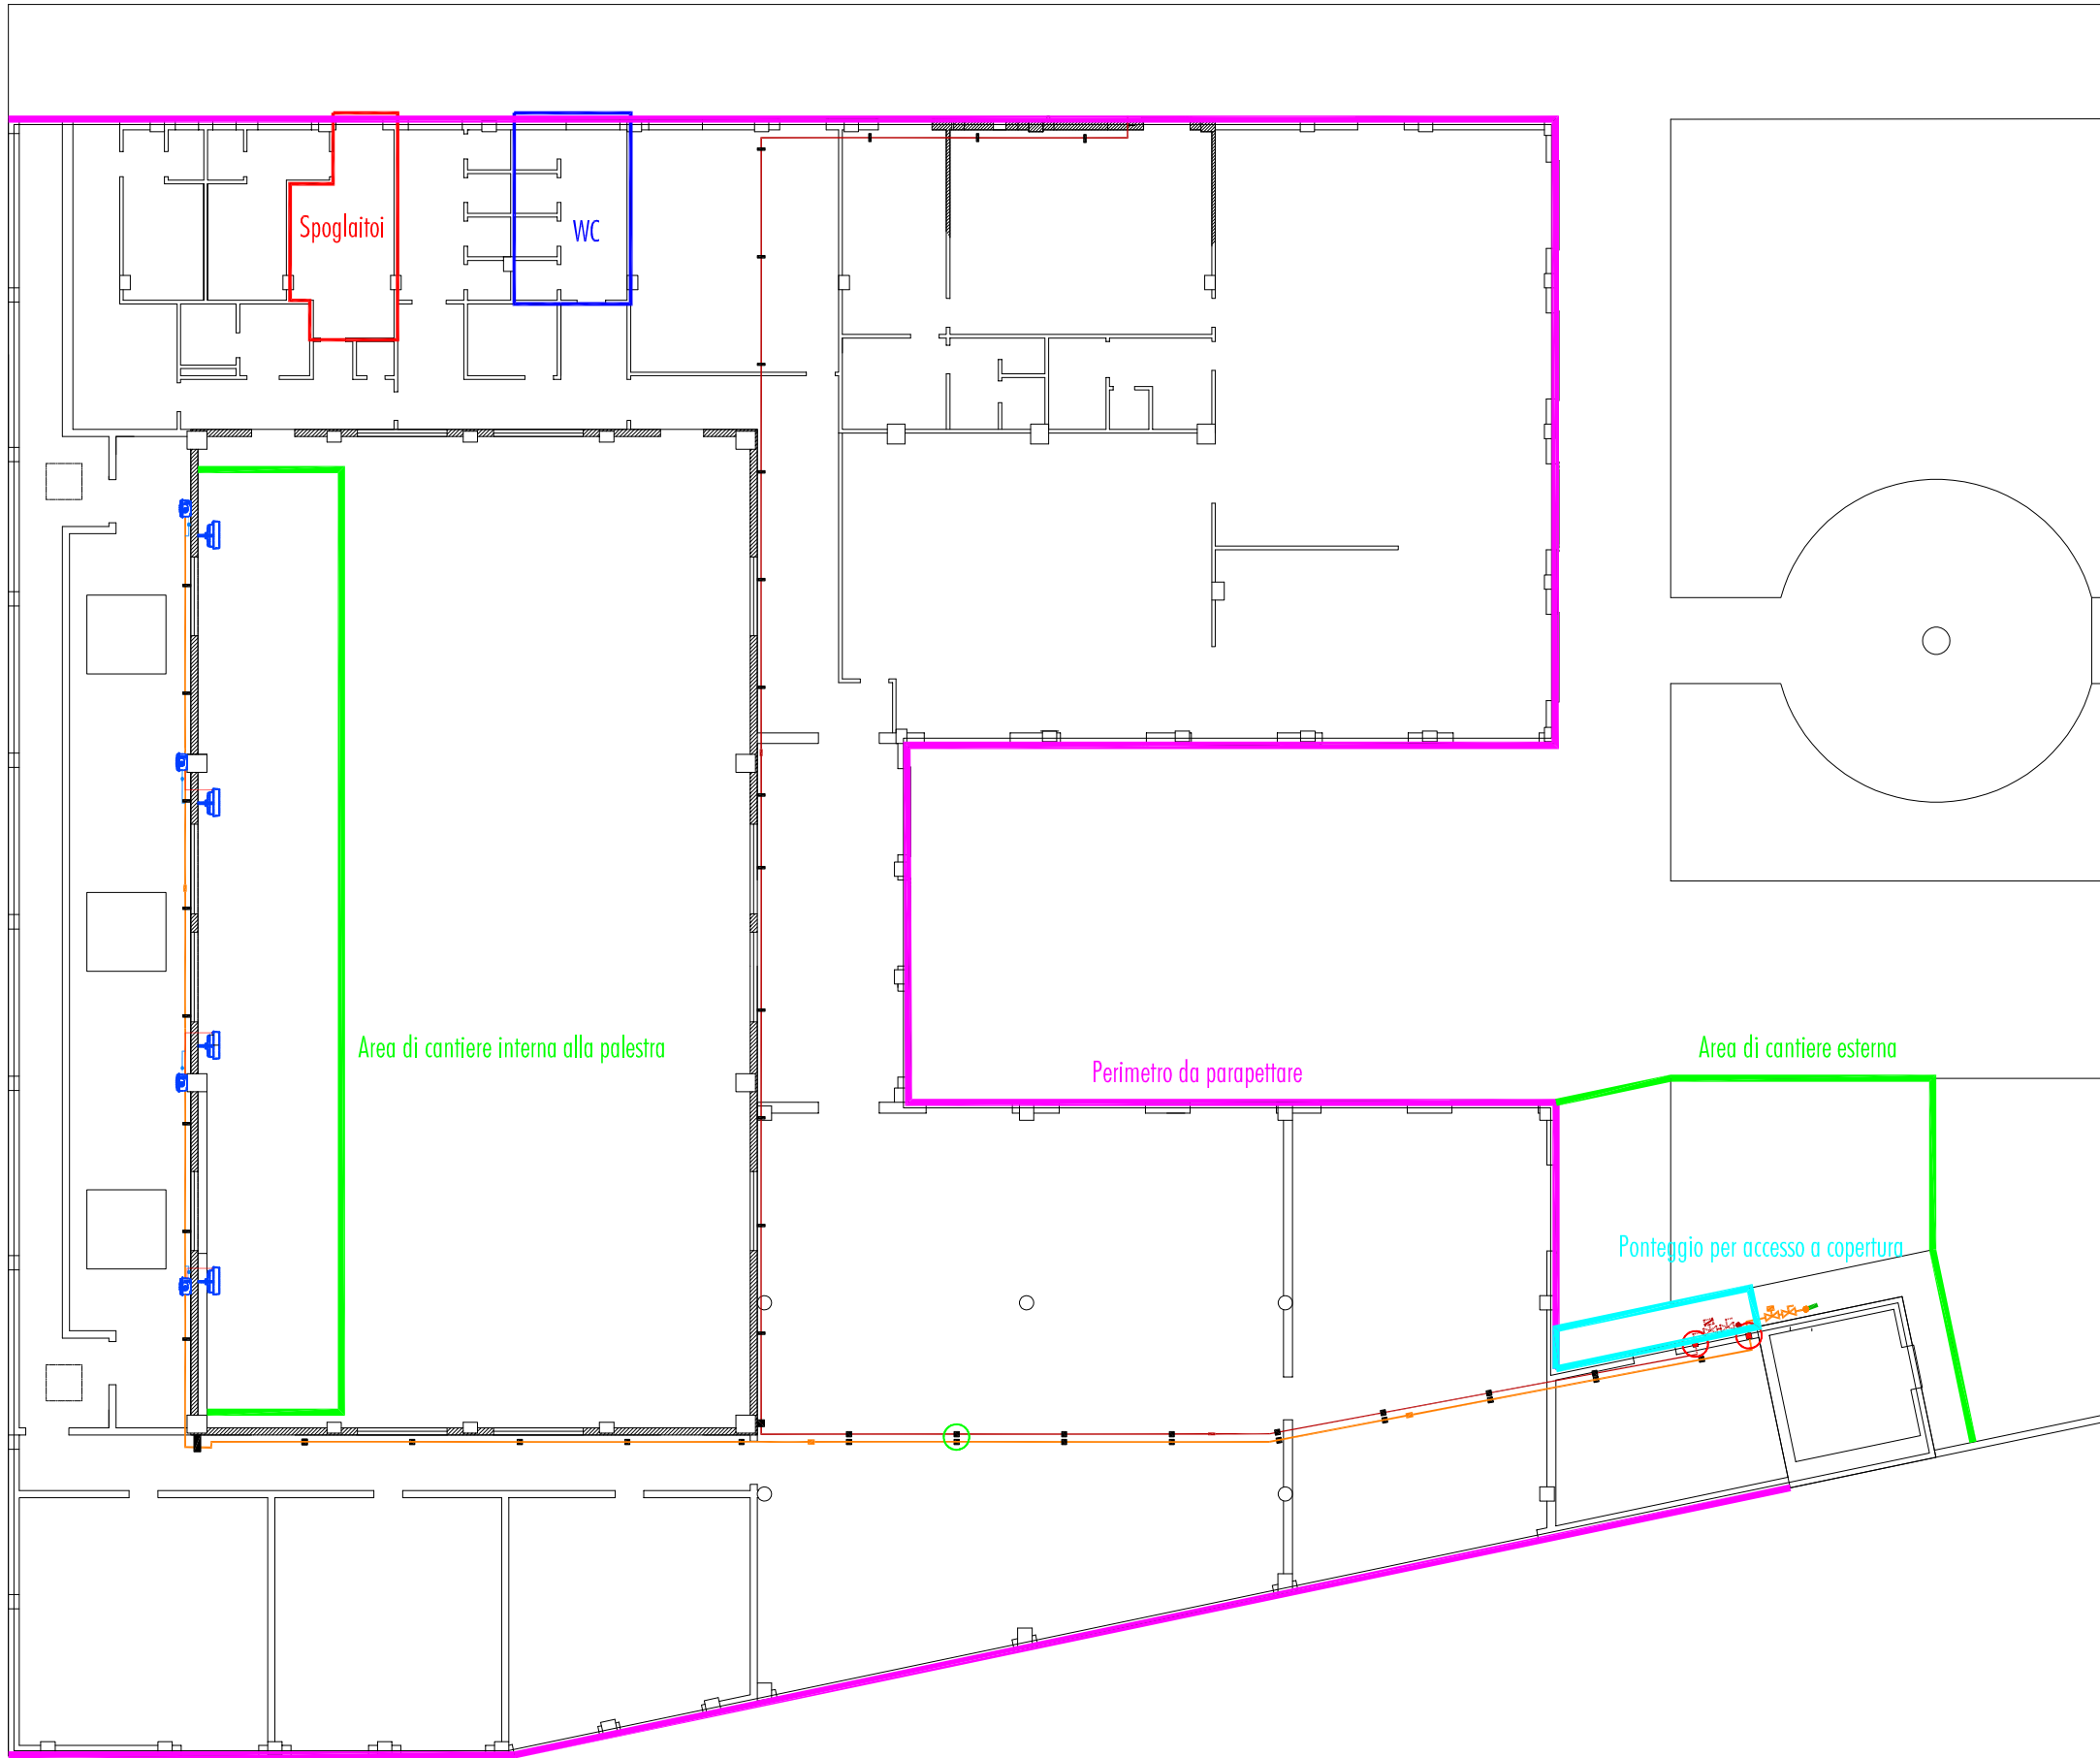 Spoglaitoi
WC
Area di cantiere interna alla palestra
Perimetro da parapettare
Area di cantiere esterna
Ponteggio per accesso a copertura